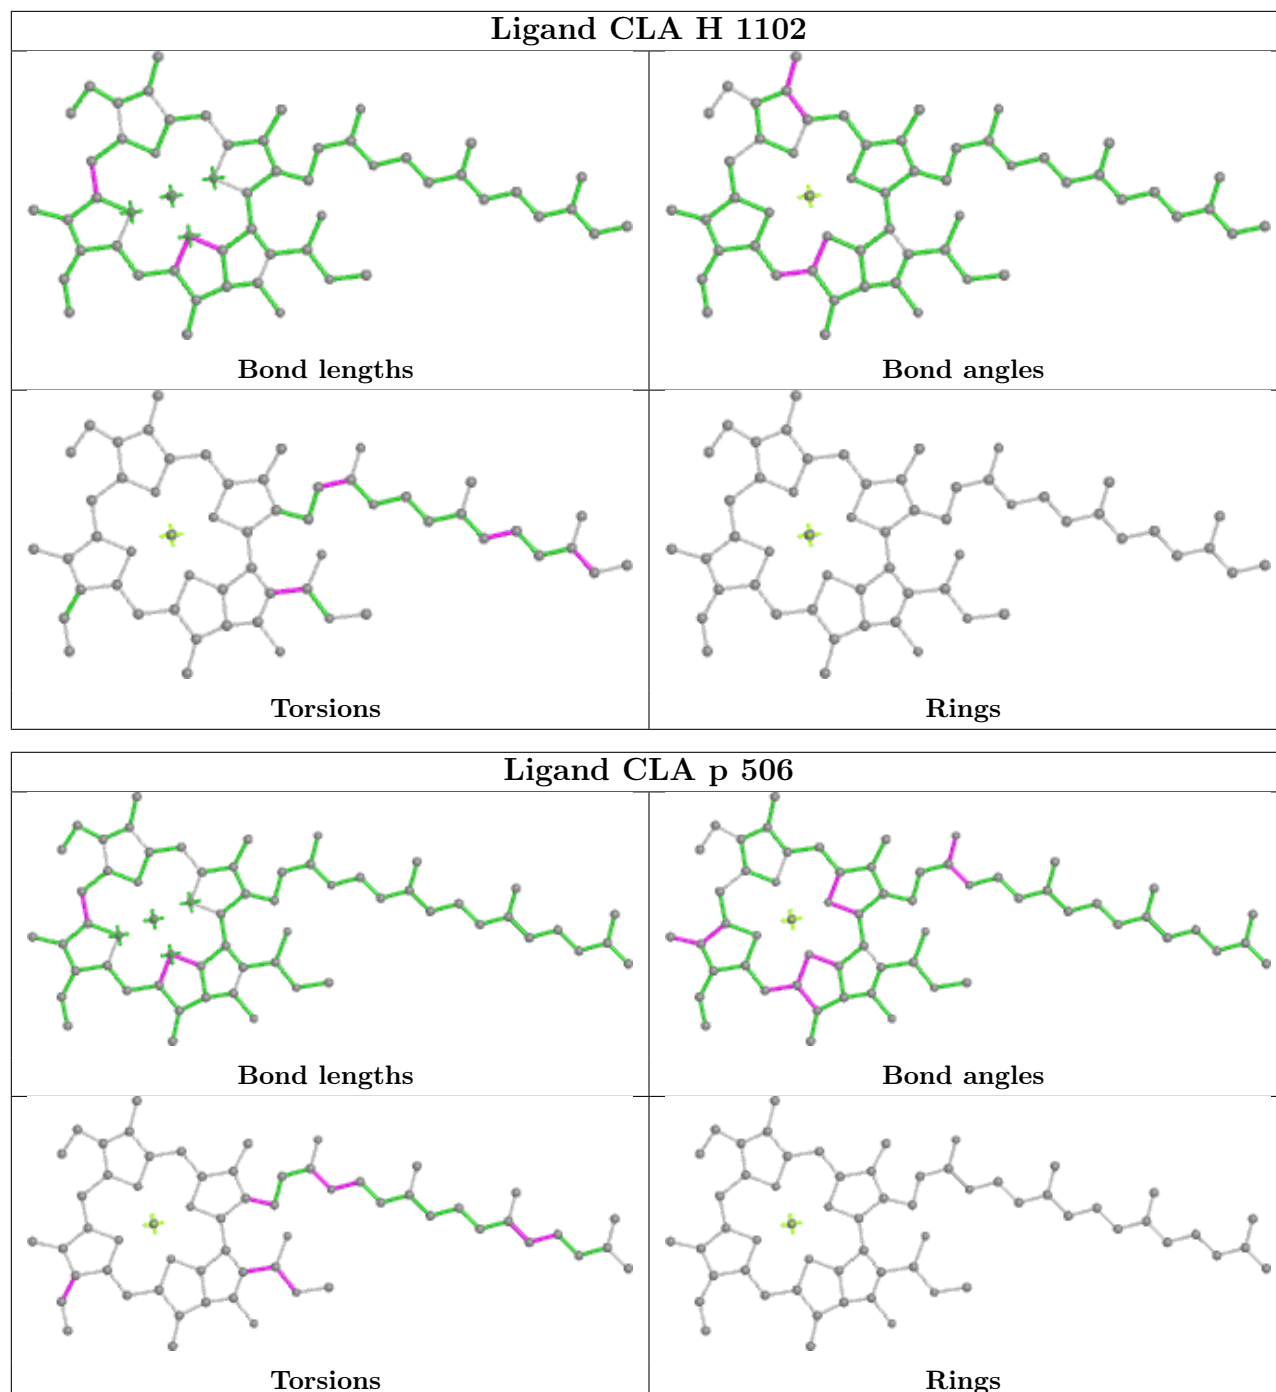 Ligand CLA H 1102
Bond lengths
Bond angles
Torsions
Rings
Ligand CLA p 506
Bond lengths
Bond angles
Torsions
Rings